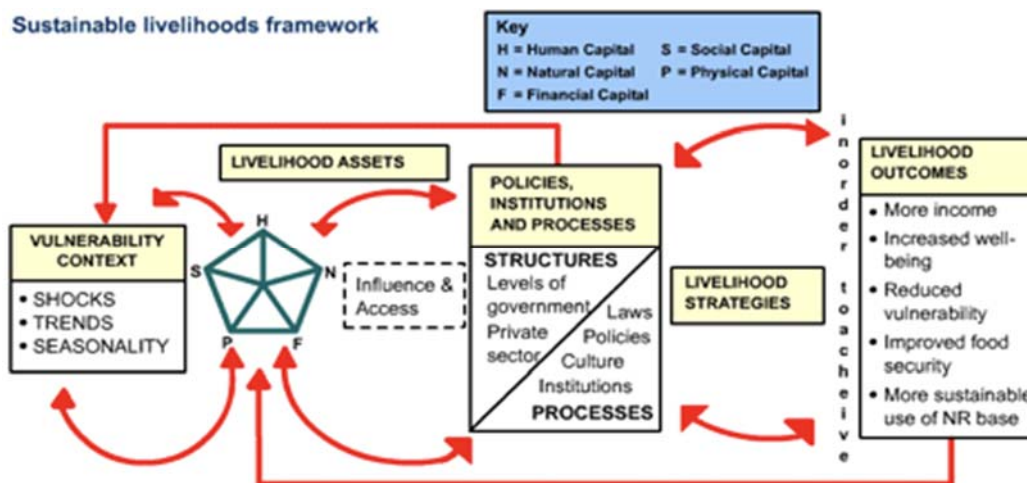 Sustainable livelihoods framework
Key
H = Human Capital S = Social Capital
N = Natural Capital P = Physical Capital
F = Financial Capital
LIVELIHOOD ASSETS
VULNERABILITY
CONTEXT
• SHOCKS
• TRENDS
• SEASONALITY
H
S
N
P
F
Influence &
Access
POLICIES,
INSTITUTIONS
AND PROCESSES
STRUCTURES
Levels of
government
Private
sector
Laws
Policies
Culture
Institutions
PROCESSES
LIVELIHOOD
STRATEGIES
inorder toacheive
LIVELIHOOD
OUTCOMES
• More income
• Increased well-
being
• Reduced
vulnerability
• Improved food
security
• More sustainable
use of NR base